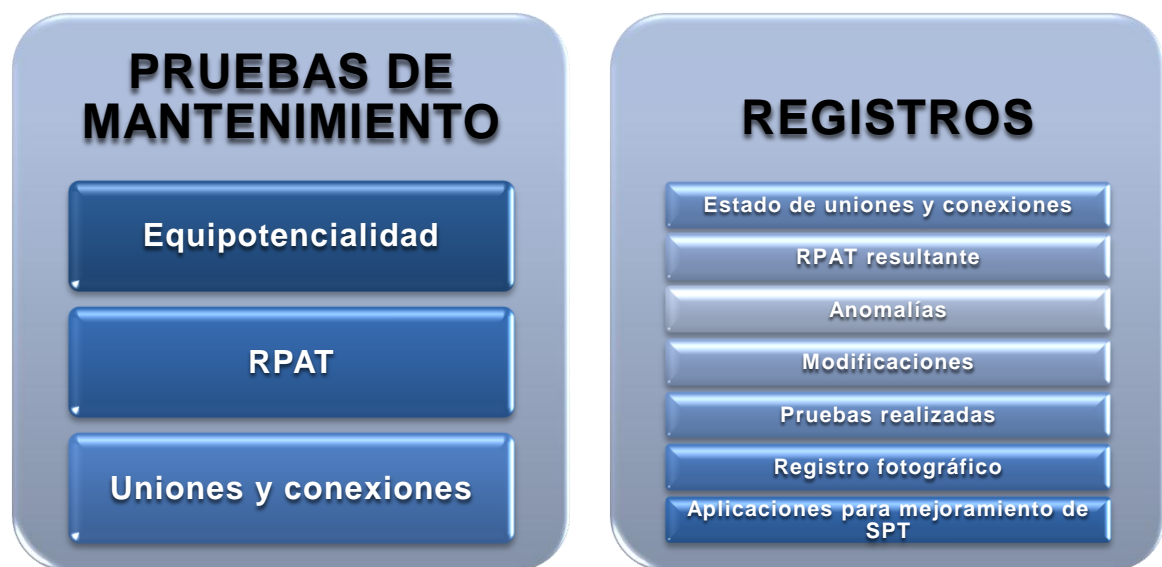 PRUEBAS DE
MANTENIMIENTO
Equipotencialidad
RPAT
Uniones y conexiones
REGISTROS
Estado de uniones y conexiones
RPAT resultante
Anomalías
Modificaciones
Pruebas realizadas
Registro fotográfico
Aplicaciones para mejoramiento de
SPT